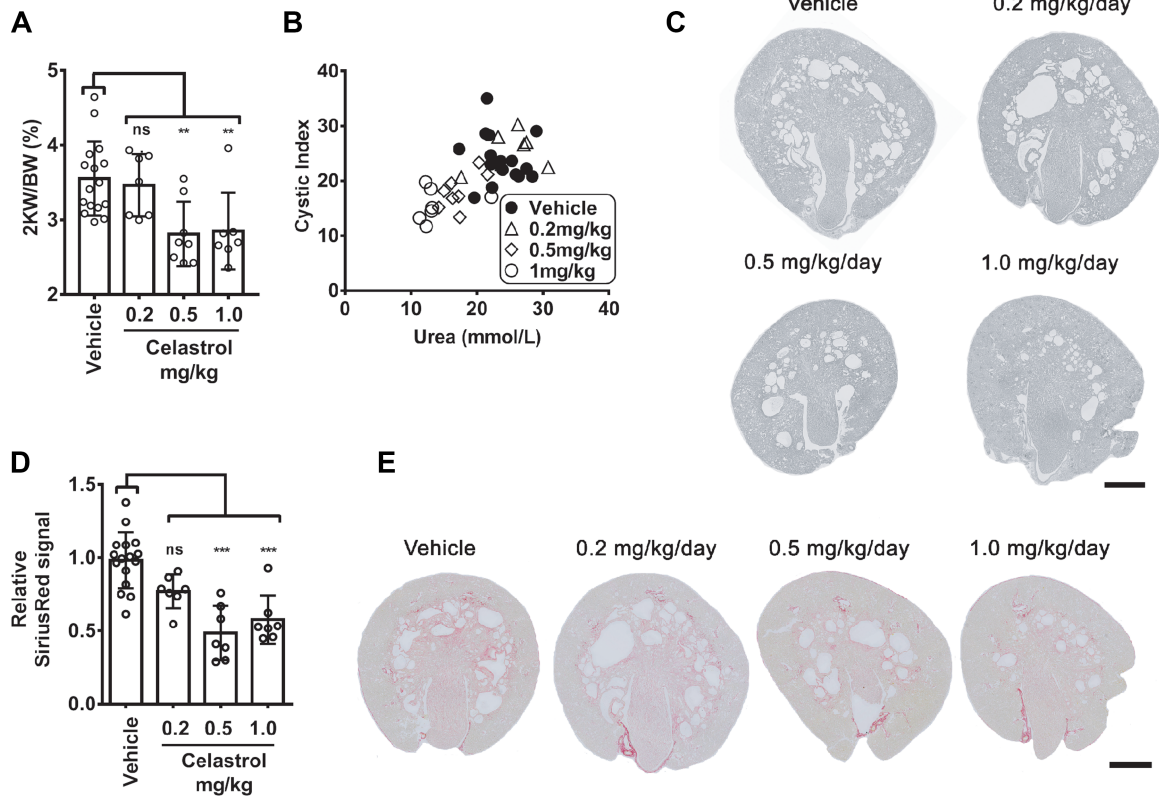 A
2KW/BW (%)
5
4
3
2
ns
**
**
Vehicle
0.2
0.5
1.0
Celastrol
mg/kg
B
Cystic Index
40
30
20
10
0
0
10
20
30
40
Urea (mmol/L)
Vehicle
0.2mg/kg
0.5mg/kg
1mg/kg
C
Vehicle
0.2 mg/kg/day
0.5 mg/kg/day
1.0 mg/kg/day
D
Relative
SiriusRed signal
1.5
1.0
0.5
0.0
ns
***
***
Vehicle
0.2
0.5
1.0
Celastrol
mg/kg
E
Vehicle
0.2 mg/kg/day
0.5 mg/kg/day
1.0 mg/kg/day